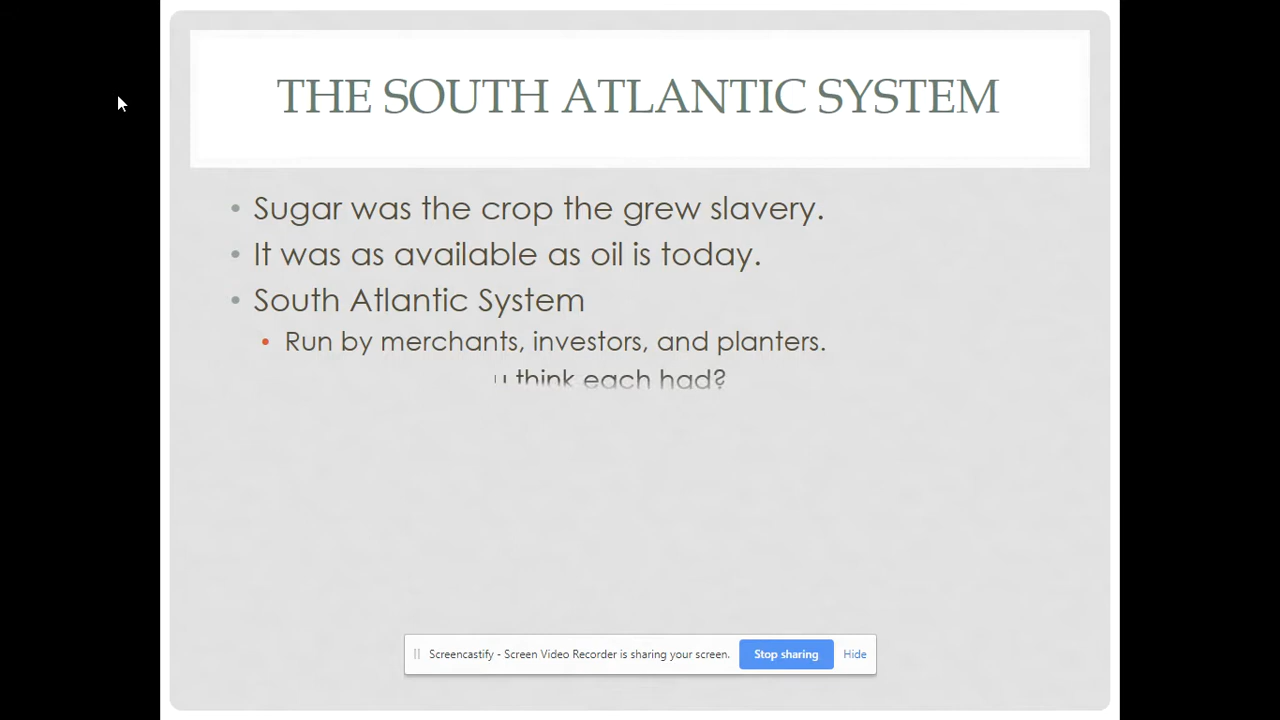 THE SOUTH ATLANTIC SYSTEM
• Sugar was the crop the grew slavery.
• It was as available as oil is today.
• South Atlantic System
• Run by merchants, investors, and planters.
think each had?
Screencastify - Screen Video Recorder is sharing your screen. Stop sharing Hide